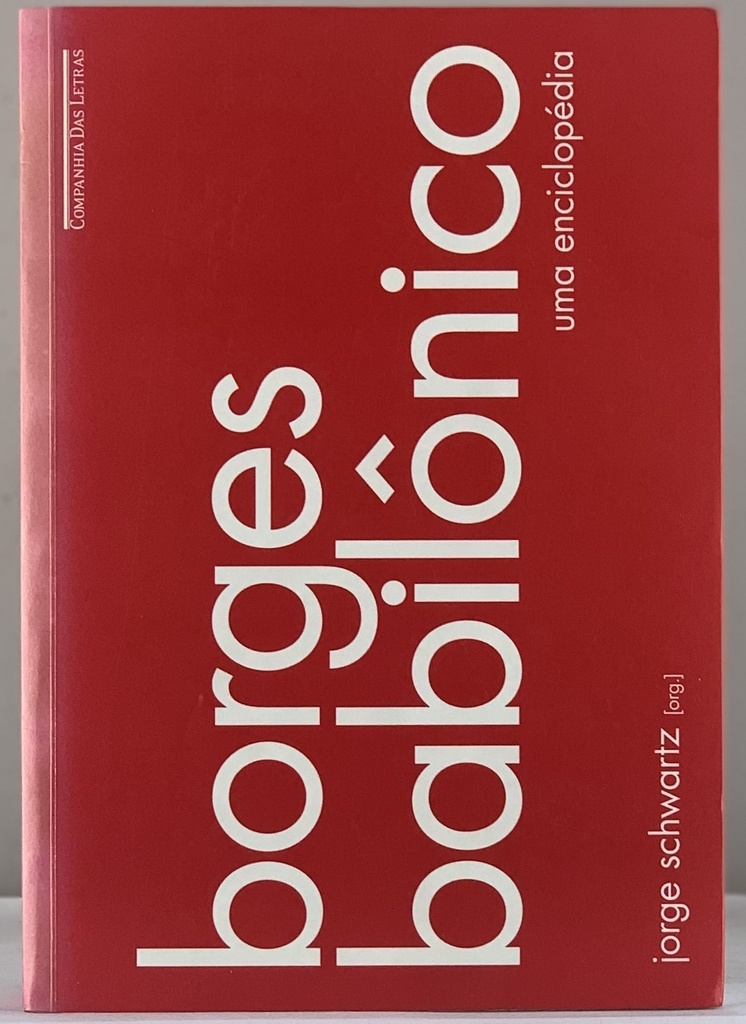 Companhia Das Letras
borges
babilônico
uma enciclopédia
jorge schwartz [org.]